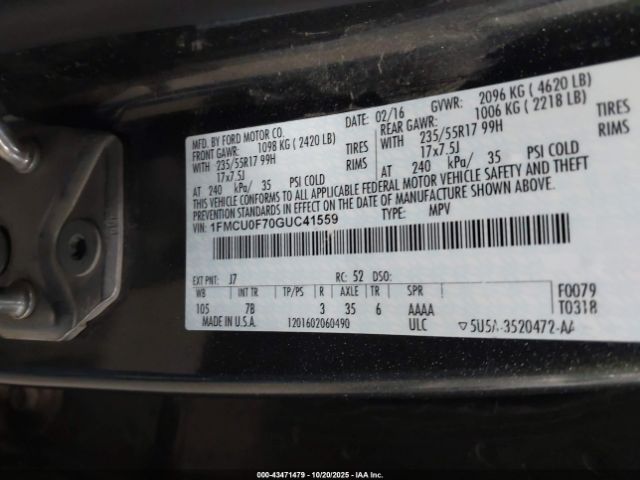 MFD. BY FORD MOTOR CO.
DATE: 02/16 GVWR: 2096 KG ( 4620 LB)
FRONT GAWR: 1098 KG ( 2420 LB) REAR GAWR: 1006 KG ( 2218 LB)
WITH 235/55R17 99H TIRES WITH 235/55R17 99H TIRES
17x7.5J RIMS 17x7.5J RIMS
AT 240 kPa/ 35 PSI COLD AT 240 kPa/ 35 PSI COLD
THIS VEHICLE CONFORMS TO ALL APPLICABLE FEDERAL MOTOR VEHICLE SAFETY AND THEFT
PREVENTION STANDARDS IN EFFECT ON THE DATE OF MANUFACTURE SHOWN ABOVE.
VIN: 1FMCU0F70GUC41559 TYPE: MPV
EXT PNT: J7 RC: 52 DSO:
WB INT TR TP/PS R AXLE TR SPR F0079
105 7B 3 35 6 AAAA T0318
MADE IN U.S.A. 1201602060490 ULC ▽5U5A-3520472-AA
000-43471479 | 10/20/2025 - IAA Inc.